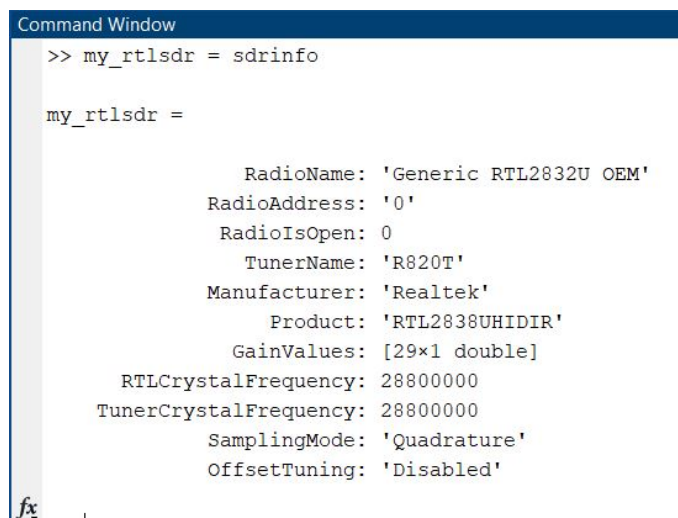 Command Window
>> my_rtlsdr = sdrinfo
my_rtlsdr =
RadioName: 'Generic RTL2832U OEM'
RadioAddress: '0'
RadioIsOpen: 0
TunerName: 'R820T'
Manufacturer: 'Realtek'
Product: 'RTL2838UHIDIR'
GainValues: [29×1 double]
RTLCrystalFrequency: 28800000
TunerCrystalFrequency: 28800000
SamplingMode: 'Quadrature'
OffsetTuning: 'Disabled'
fx